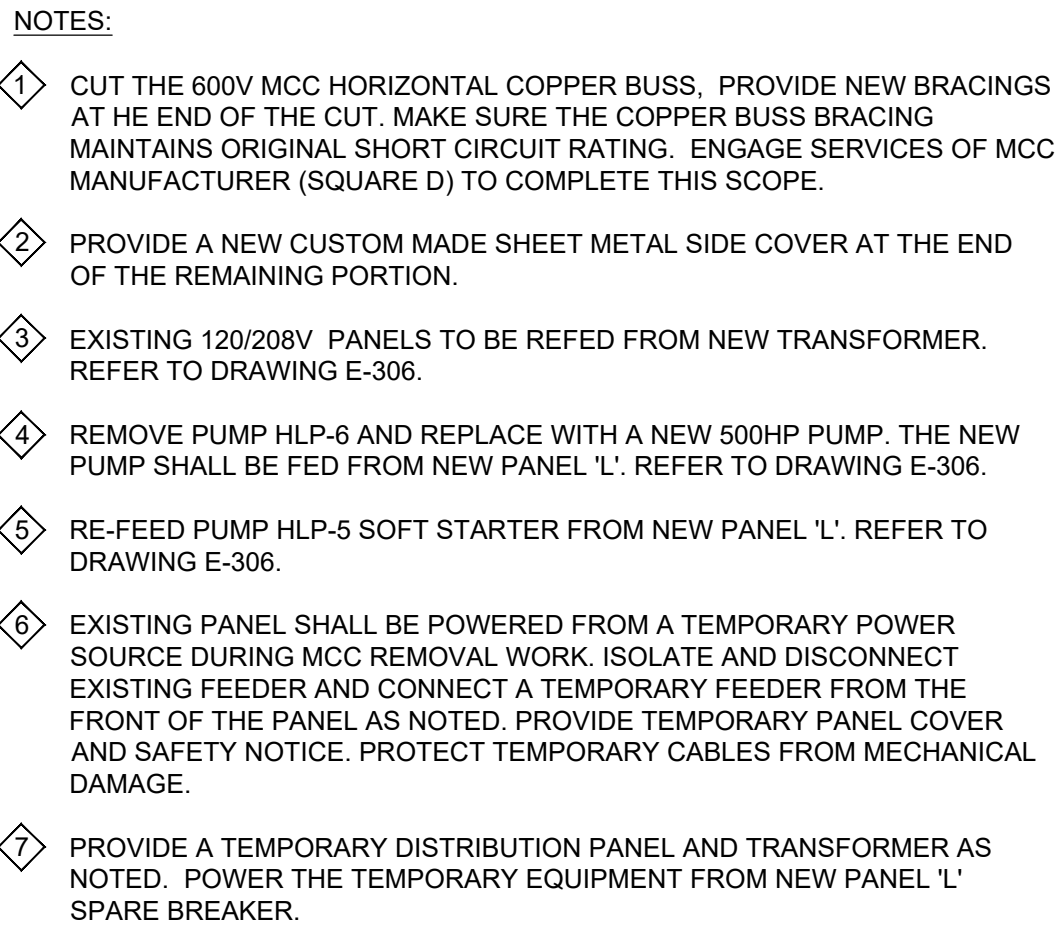 NOTES:
1 CUT THE 600V MCC HORIZONTAL COPPER BUSS, PROVIDE NEW BRACINGS
AT HE END OF THE CUT. MAKE SURE THE COPPER BUSS BRACING
MAINTAINS ORIGINAL SHORT CIRCUIT RATING. ENGAGE SERVICES OF MCC
MANUFACTURER (SQUARE D) TO COMPLETE THIS SCOPE.
2 PROVIDE A NEW CUSTOM MADE SHEET METAL SIDE COVER AT THE END
OF THE REMAINING PORTION.
3 EXISTING 120/208V PANELS TO BE REFED FROM NEW TRANSFORMER.
REFER TO DRAWING E-306.
4 REMOVE PUMP HLP-6 AND REPLACE WITH A NEW 500HP PUMP. THE NEW
PUMP SHALL BE FED FROM NEW PANEL 'L'. REFER TO DRAWING E-306.
5 RE-FEED PUMP HLP-5 SOFT STARTER FROM NEW PANEL 'L'. REFER TO
DRAWING E-306.
6 EXISTING PANEL SHALL BE POWERED FROM A TEMPORARY POWER
SOURCE DURING MCC REMOVAL WORK. ISOLATE AND DISCONNECT
EXISTING FEEDER AND CONNECT A TEMPORARY FEEDER FROM THE
FRONT OF THE PANEL AS NOTED. PROVIDE TEMPORARY PANEL COVER
AND SAFETY NOTICE. PROTECT TEMPORARY CABLES FROM MECHANICAL
DAMAGE.
7 PROVIDE A TEMPORARY DISTRIBUTION PANEL AND TRANSFORMER AS
NOTED. POWER THE TEMPORARY EQUIPMENT FROM NEW PANEL 'L'
SPARE BREAKER.